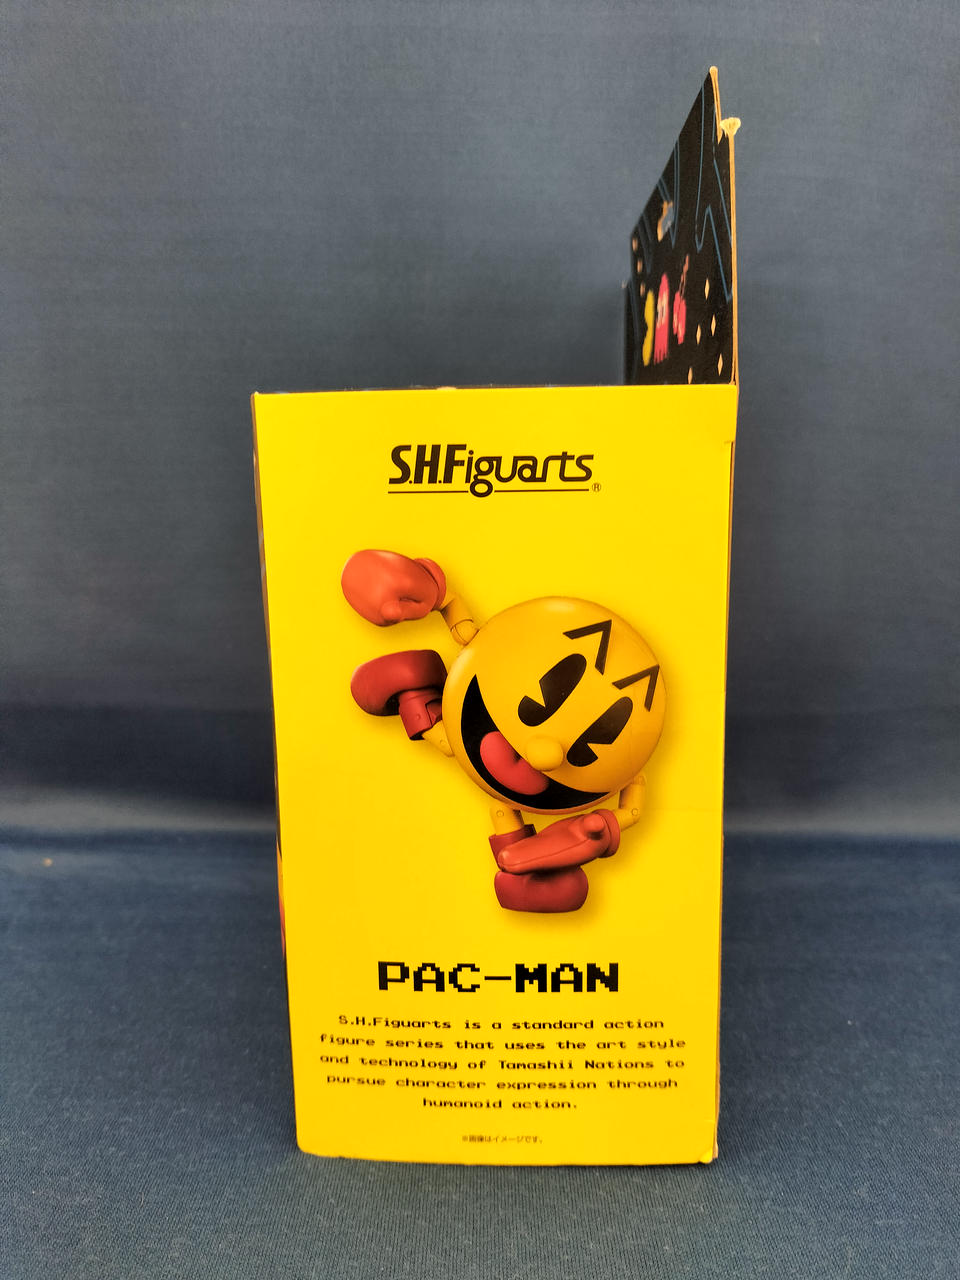 S.H.Figuarts®
PAC-MAN
S.H.Figuarts is a standard action
figure series that uses the art style
and technology of Tamashii Nations to
pursue character expression through
humanoid action.
※画像はイメージです。